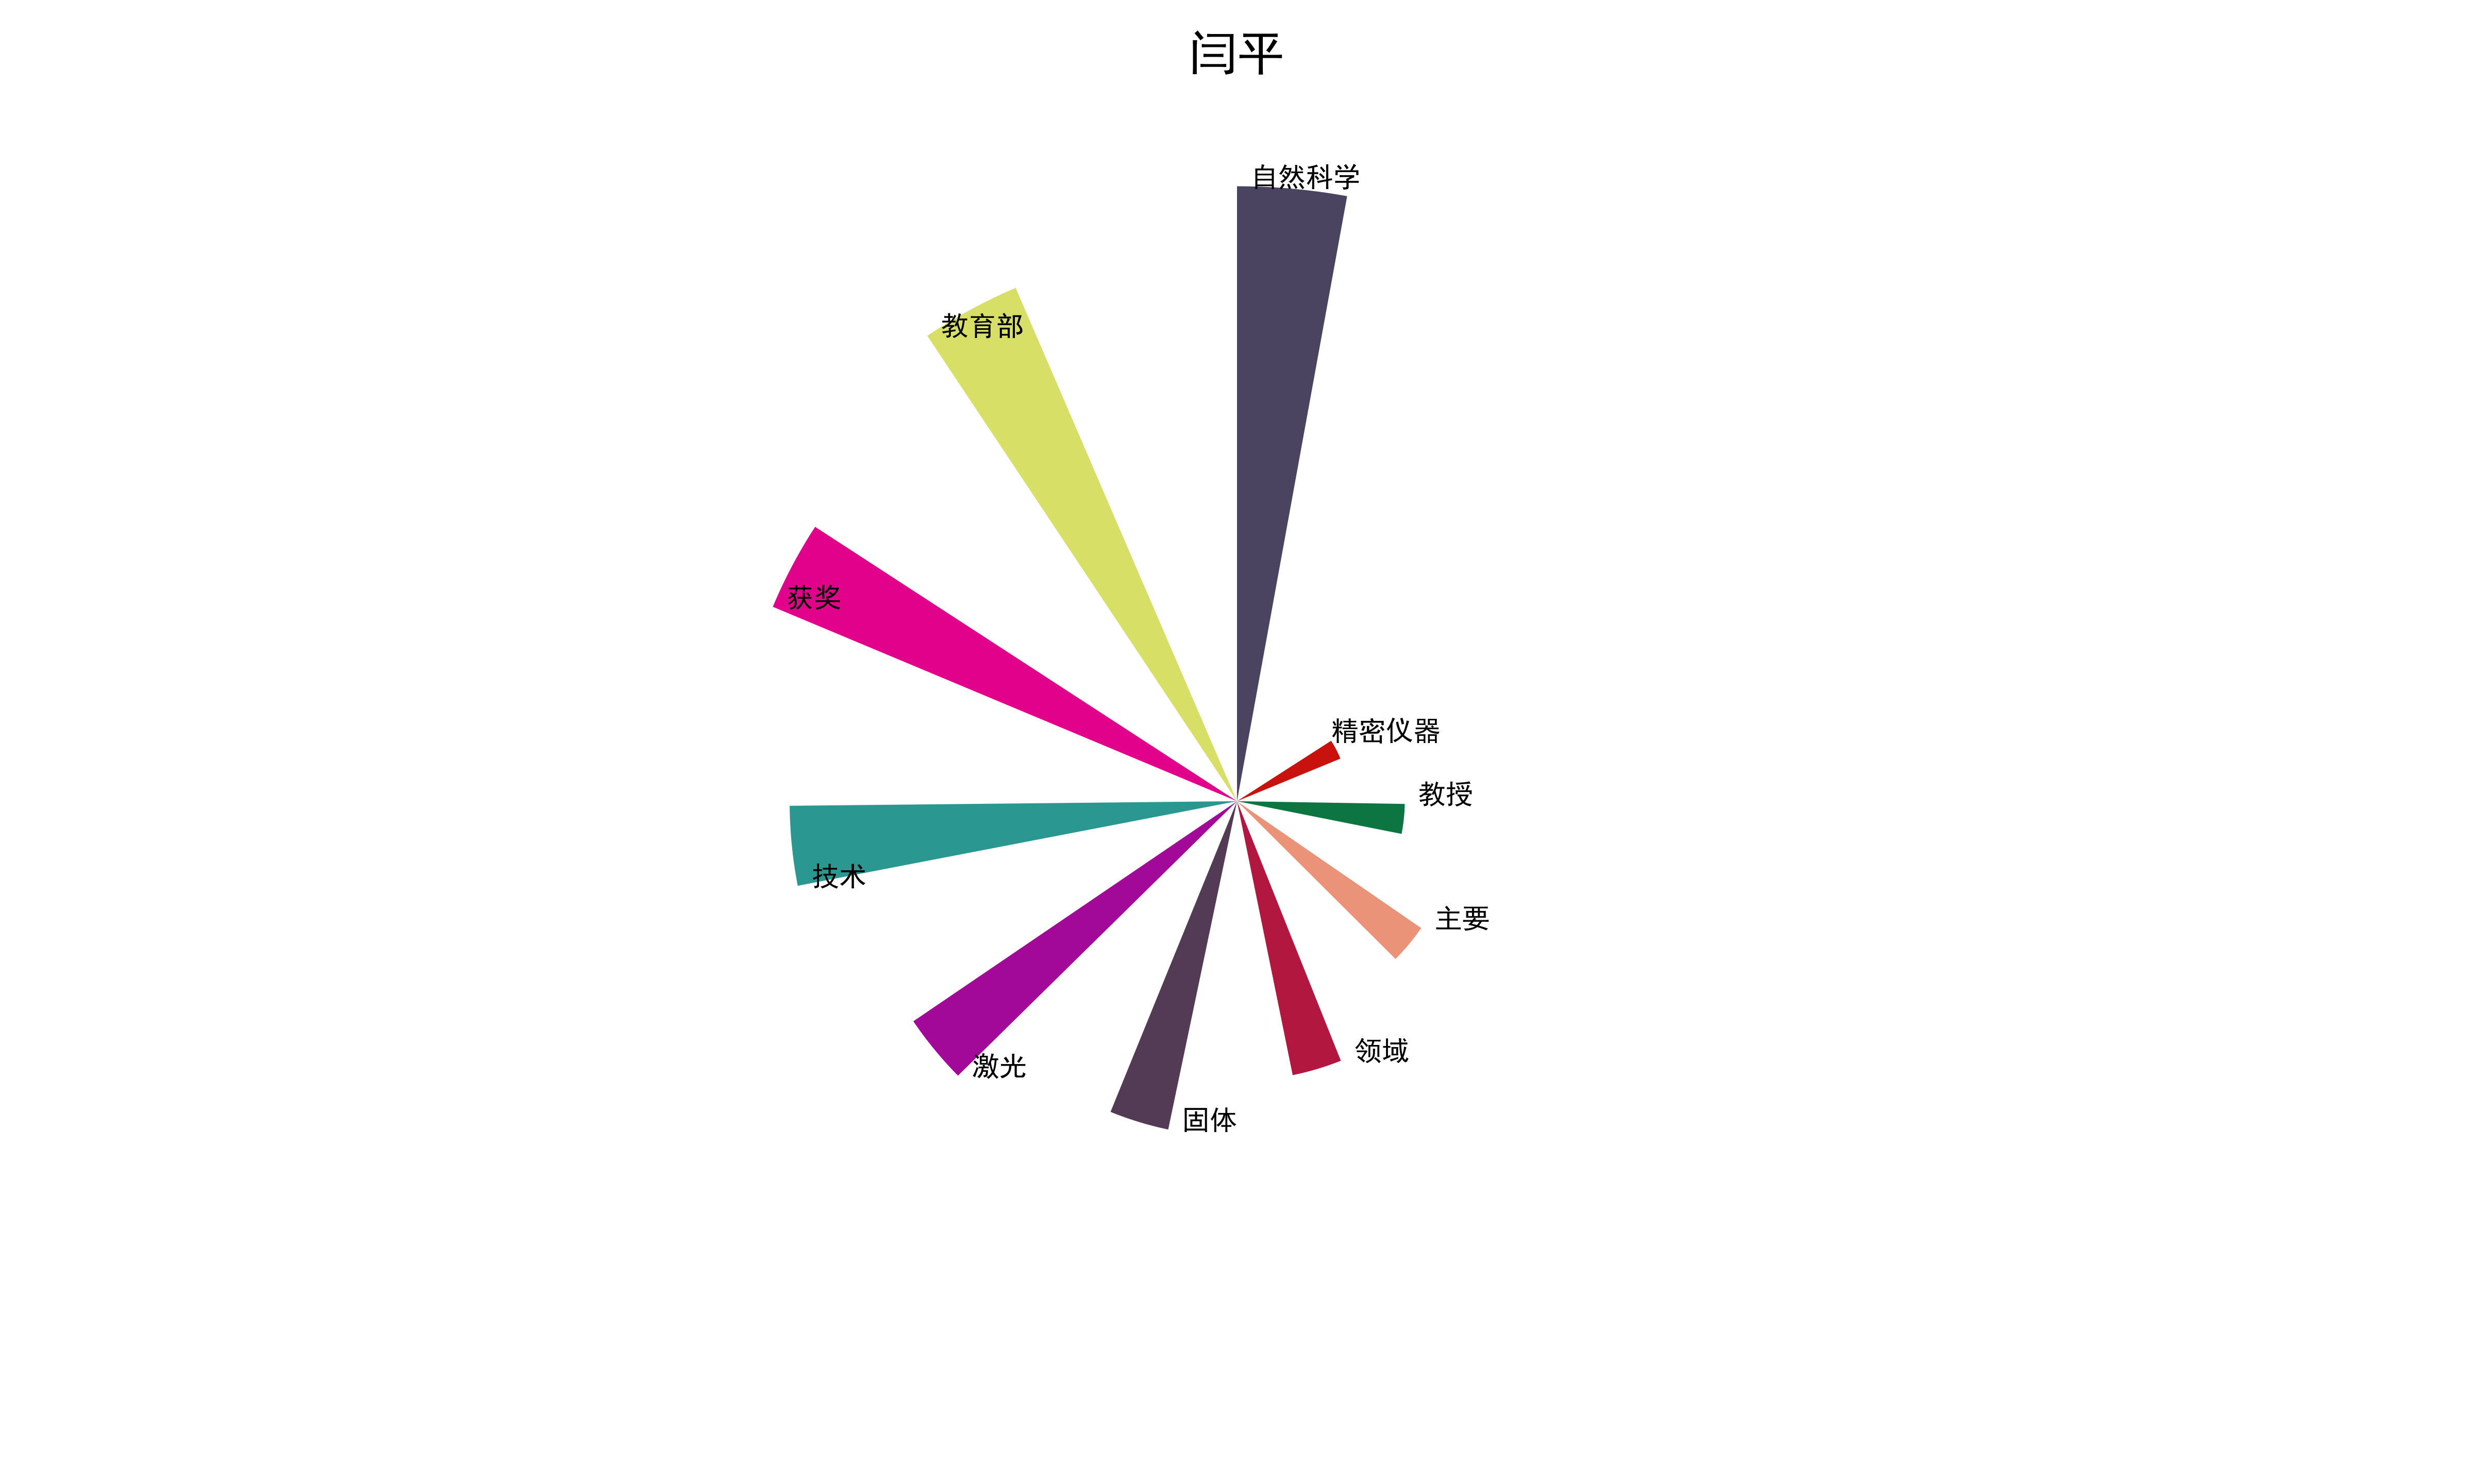 闫平
自然科学
教育部
获奖
精密仪器
教授
技术
主要
领域
激光
固体